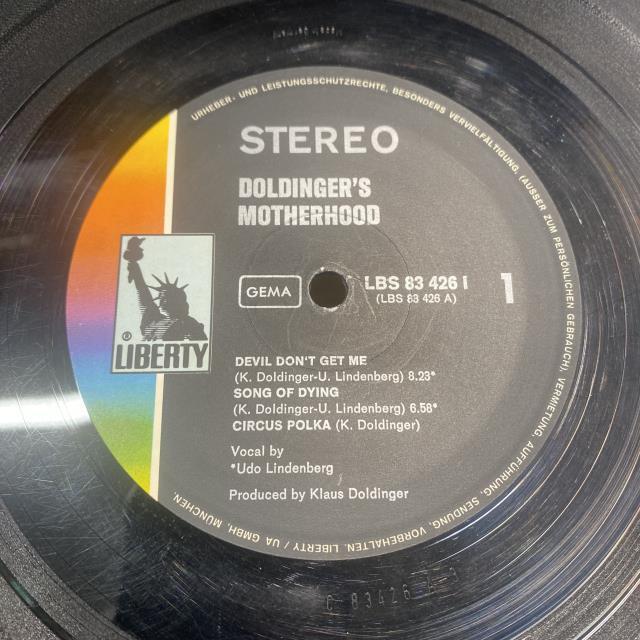 URHEBER- UND LEISTUNGSSCHUTZRECHTE, BESONDERS VERVIELFÄLTIGUNG, (AUSSER ZUM PERSÖNLICHEN GEBRAUCH), VERMIETUNG, AUFFÜHRUNG, SENDUNG, VORBEHALTEN. LIBERTY / UA GMBH, MÜNCHEN.
STEREO
DOLDINGER'S
MOTHERHOOD
GEMA
LBS 83 426 I
(LBS 83 426 A)
1
® LIBERTY
DEVIL DON'T GET ME
(K. Doldinger-U. Lindenberg) 8.23*
SONG OF DYING
(K. Doldinger-U. Lindenberg) 6.58*
CIRCUS POLKA (K. Doldinger)
Vocal by
*Udo Lindenberg
Produced by Klaus Doldinger
83426